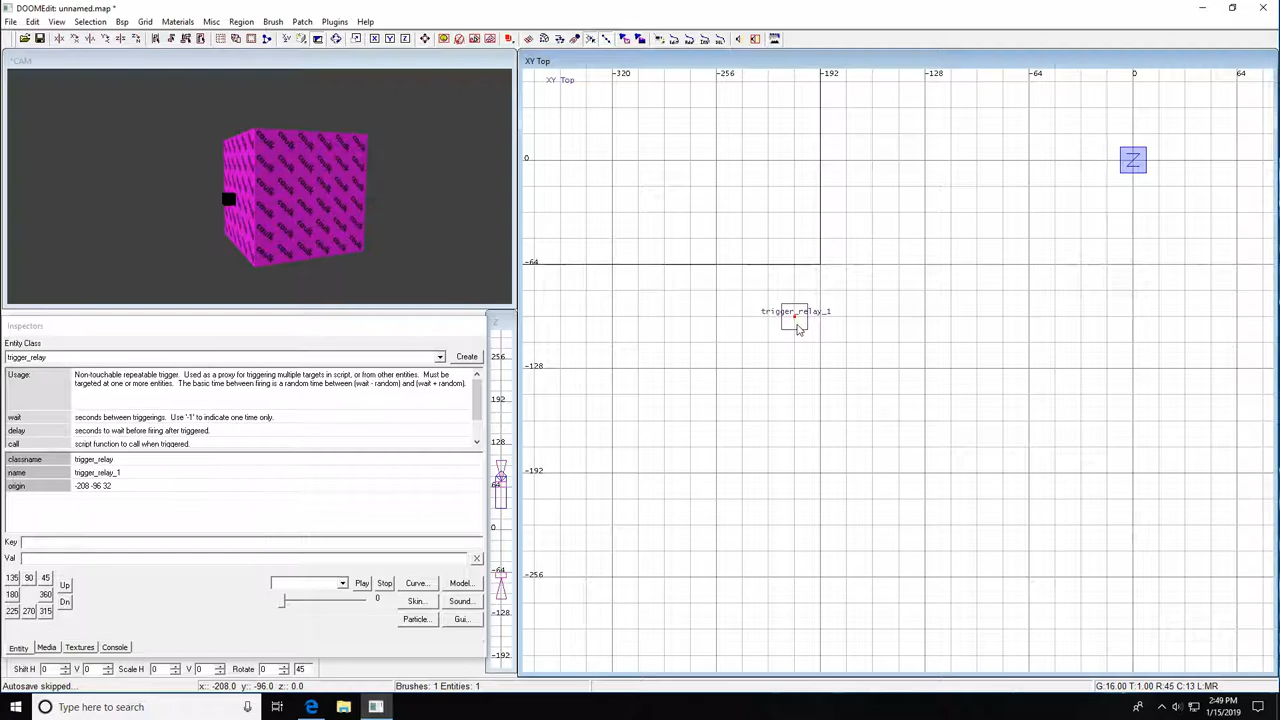 DOOMEdit: unnamed.map *
File Edit View Selection Bsp Grid Materials Misc Region Brush Patch Plugins Help
*CAM
XY Top
XY Top
-320 -256 -192 -128 -64 0 64
0
-64
-128
-192
-256
Z
trigger_relay_1
caulk
Inspectors
Entity Class
trigger_relay
Create
Usage: Non-touchable repeatable trigger. Used as a proxy for triggering multiple targets in script, or from other entities. Must be
targeted at one or more entities. The basic time between firing is a random time between (wait - random) and (wait + random).
wait seconds between triggerings. Use '-1' to indicate one time only.
delay seconds to wait before firing after triggered.
call script function to call when triggered.
classname trigger_relay
name trigger_relay_1
origin -208 -96 32
Key
Val X
135 90 45
180 360
225 270 315
Up
Dn
Play Stop Curve... Model...
0 Skin... Sound...
Particle... Gui...
Entity Media Textures Console
Z
256
192
128
64
0
-64
-128
-192
Shift H 0 V 0 Scale H 0 V 0 Rotate 0 45
Autosave skipped... x:: -208.0 y:: -96.0 z:: 0.0 Brushes: 1 Entities: 1 G:16.00 T:1.00 R:45 C:13 L:MR
Type here to search
2:49 PM
1/15/2019